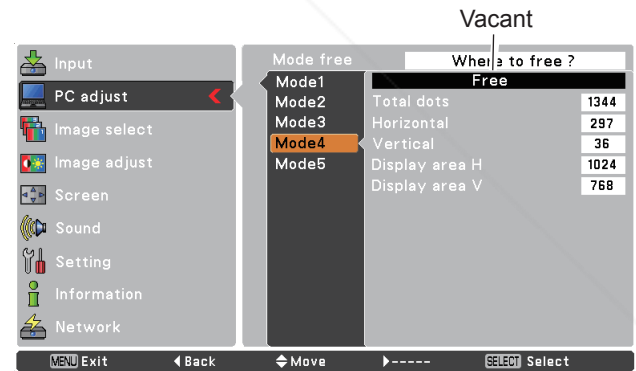 Vacant
Input
PC adjust
Image select
Image adjust
Screen
Sound
Setting
Information
Network
Mode free
Where to free ?
Mode1
Mode2
Mode3
Mode4
Mode5
Free
Total dots 1344
Horizontal 297
Vertical 36
Display area H 1024
Display area V 768
MENU Exit Back Move ----- SELECT Select